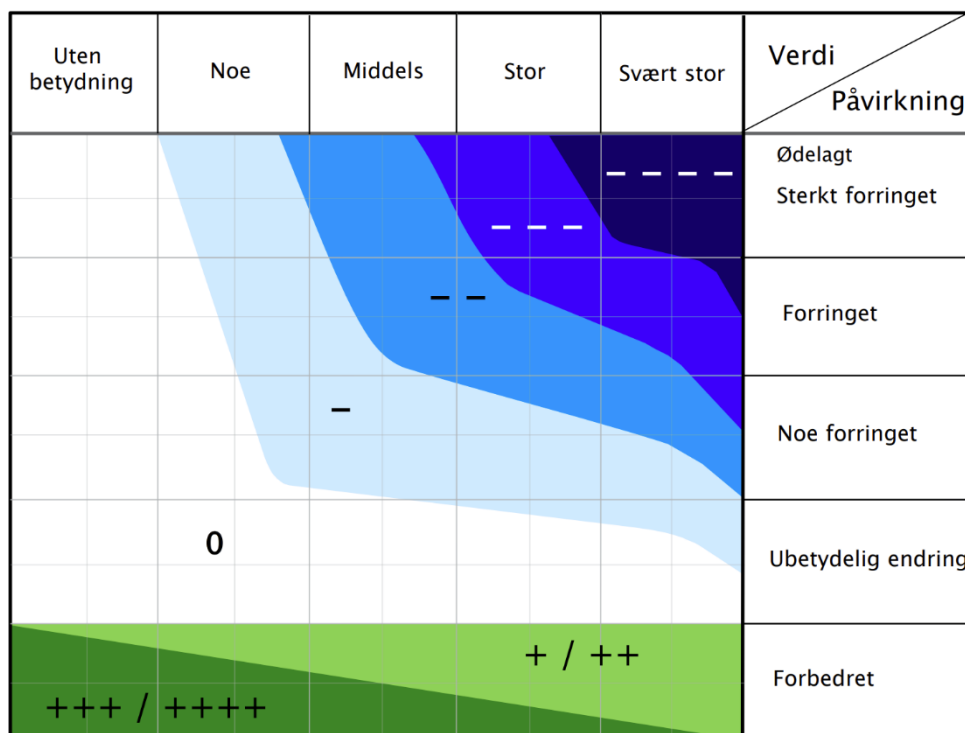 Uten
betydning
Noe
Middels
Stor
Svært stor
Verdi
Påvirkning
Ødelagt
Sterkt forringet
– – – –
– – –
– –
Forringet
–
Noe forringet
0
Ubetydelig endring
+ / ++
Forbedret
+++ / ++++